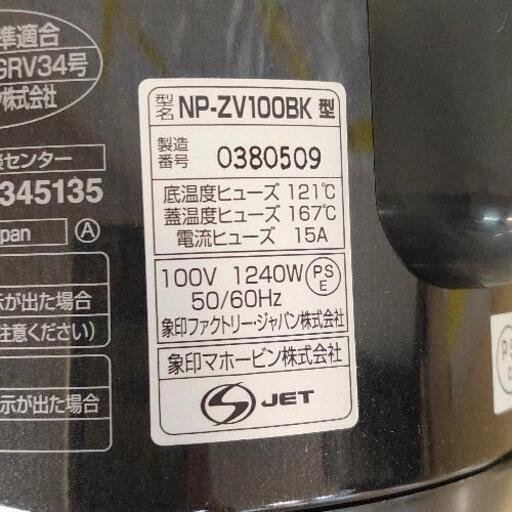 準適合
GRV34号
株式会社
センター
345135
pan Ⓐ
示が出た場合
注意ください)
示が出た場合
型名 NP-ZV100BK 型
製造番号 0380509
底温度ヒューズ 121℃
蓋温度ヒューズ 167℃
電流ヒューズ 15A
100V 1240W PSE
50/60Hz
象印ファクトリー・ジャパン株式会社
象印マホービン株式会社
S JET
PS